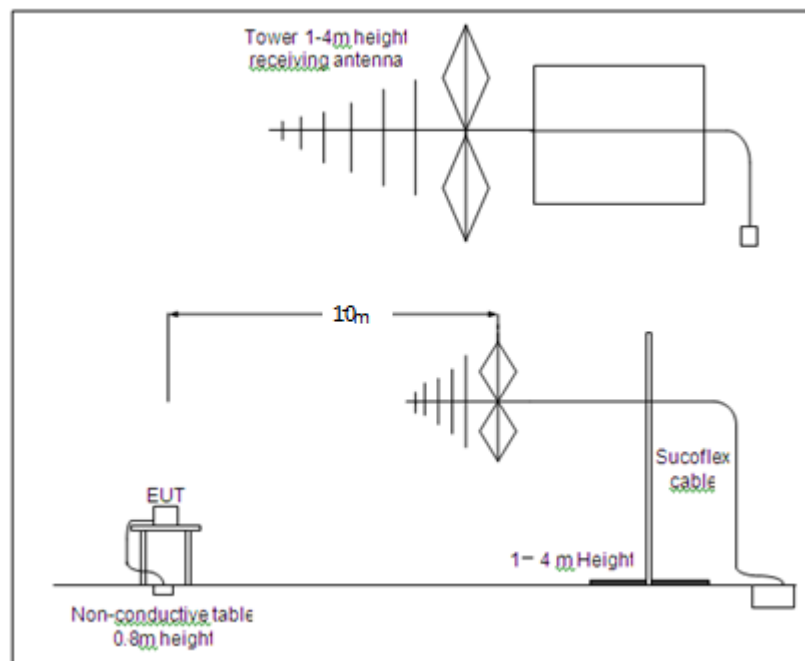 Tower 1-4m height
receiving antenna
10m
EUT
Sucoflex
cable
1– 4 m Height
Non-conductive table
0.8m height